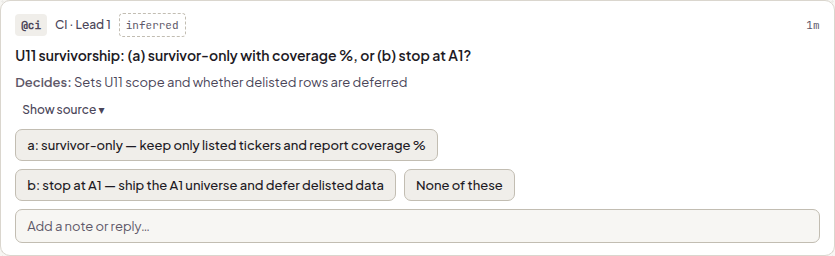 @ci CI · Lead 1 inferred 1m
U11 survivorship: (a) survivor-only with coverage %, or (b) stop at A1?
Decides: Sets U11 scope and whether delisted rows are deferred
Show source ▾
a: survivor-only — keep only listed tickers and report coverage %
b: stop at A1 — ship the A1 universe and defer delisted data None of these
Add a note or reply...